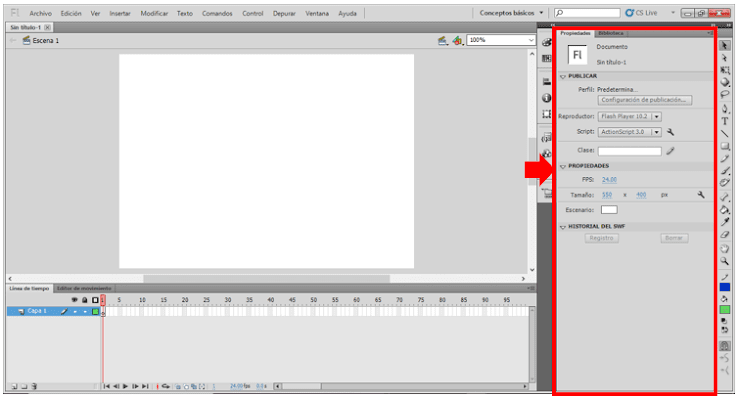 Fl Archivo Edición Ver Insertar Modificar Texto Comandos Control Depurar Ventana Ayuda Conceptos básicos CS Live
Sin título-1
Escena 1 100%
Propiedades Biblioteca
Fl Documento
Sin título-1
PUBLICAR
Perfil: Predetermina...
Configuración de publicación...
Reproductor: Flash Player 10.2
Script: ActionScript 3.0
Clase:
PROPIEDADES
FPS: 24.00
Tamaño: 550 x 400 px
Escenario:
HISTORIAL DEL SWF
Registro Borrar
Línea de tiempo Editor de movimiento
1 5 10 15 20 25 30 35 40 45 50 55 60 65 70 75 80 85 90 95
Capa 1
1 24.00 fps 0.0 s